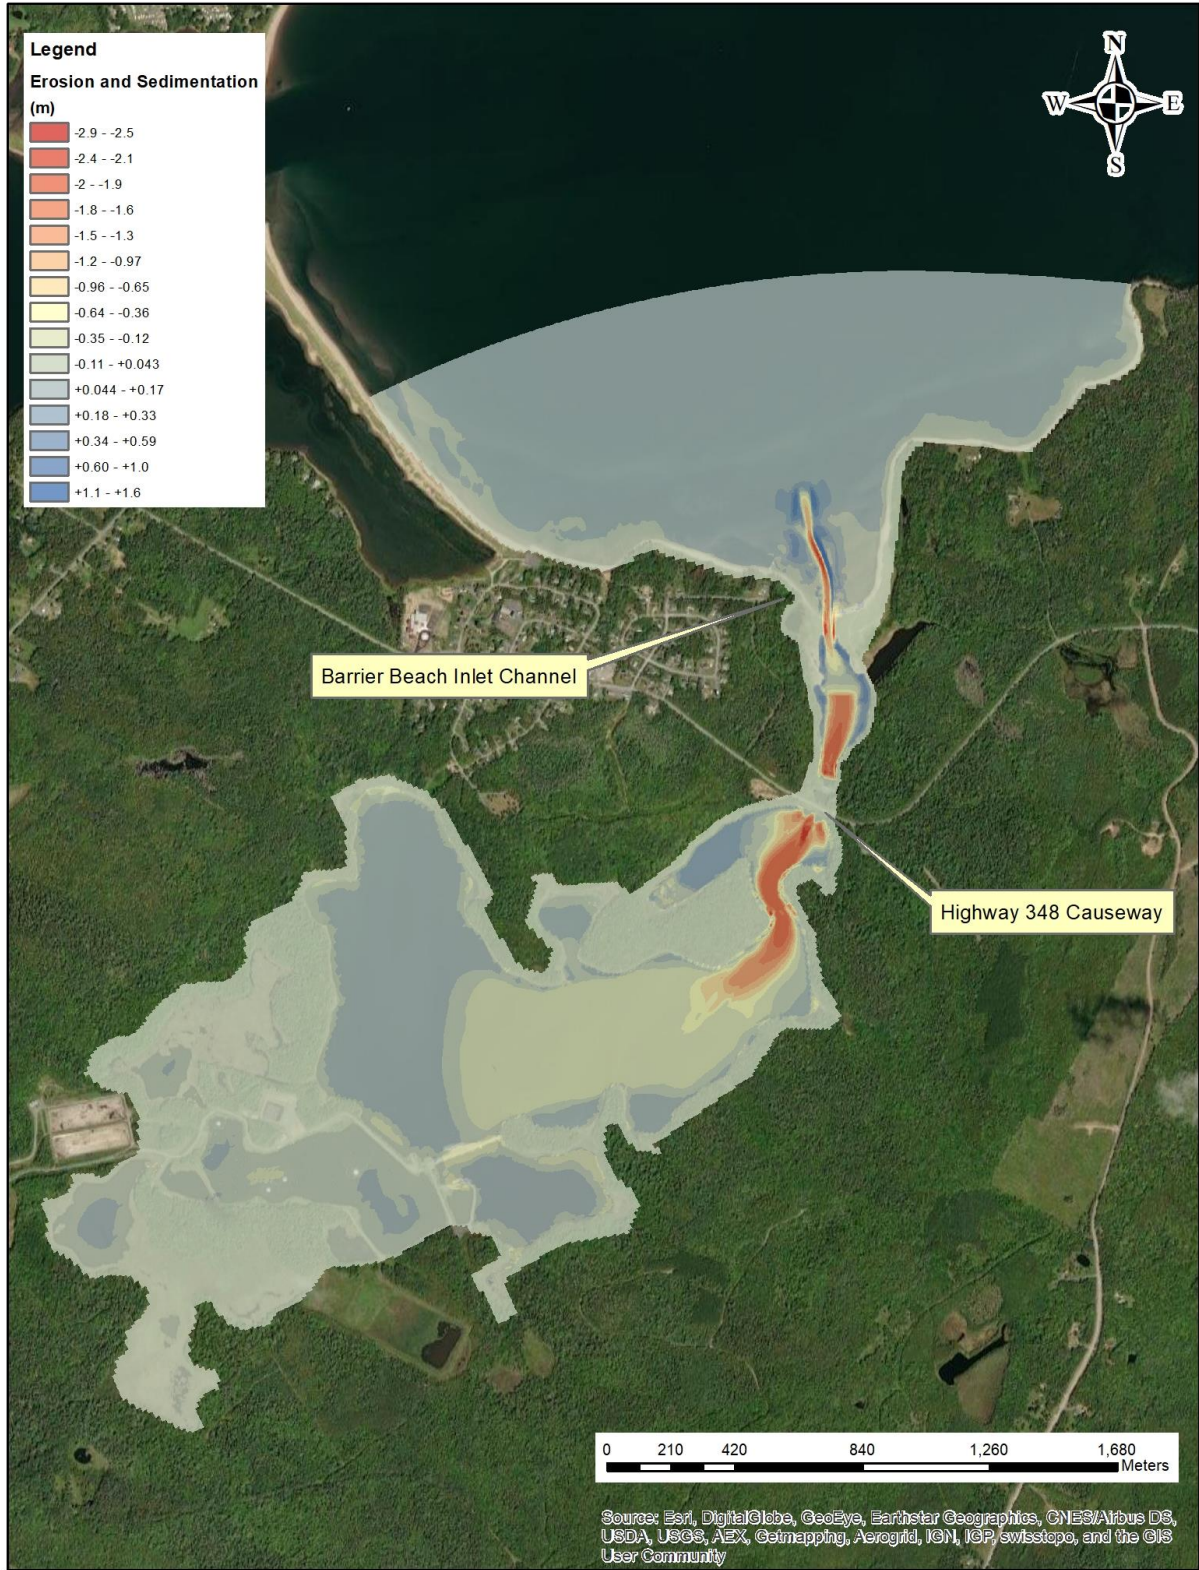 Legend
Erosion and Sedimentation
(m)
-2.9 - -2.5
-2.4 - -2.1
-2 - -1.9
-1.8 - -1.6
-1.5 - -1.3
-1.2 - -0.97
-0.96 - -0.65
-0.64 - -0.36
-0.35 - -0.12
-0.11 - +0.043
+0.044 - +0.17
+0.18 - +0.33
+0.34 - +0.59
+0.60 - +1.0
+1.1 - +1.6
N
W E
S
Barrier Beach Inlet Channel
Highway 348 Causeway
0 210 420 840 1,260 1,680
Meters
Source: Esri, DigitalGlobe, GeoEye, Earthstar Geographics, CNES/Airbus DS,
USDA, USGS, AEX, Getmapping, Aerogrid, IGN, IGP, swisstopo, and the GIS
User Community